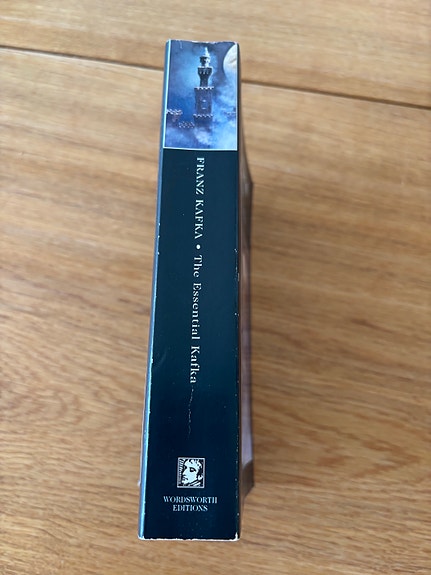 FRANZ KAFKA • The Essential Kafka
WORDSWORTH
EDITIONS